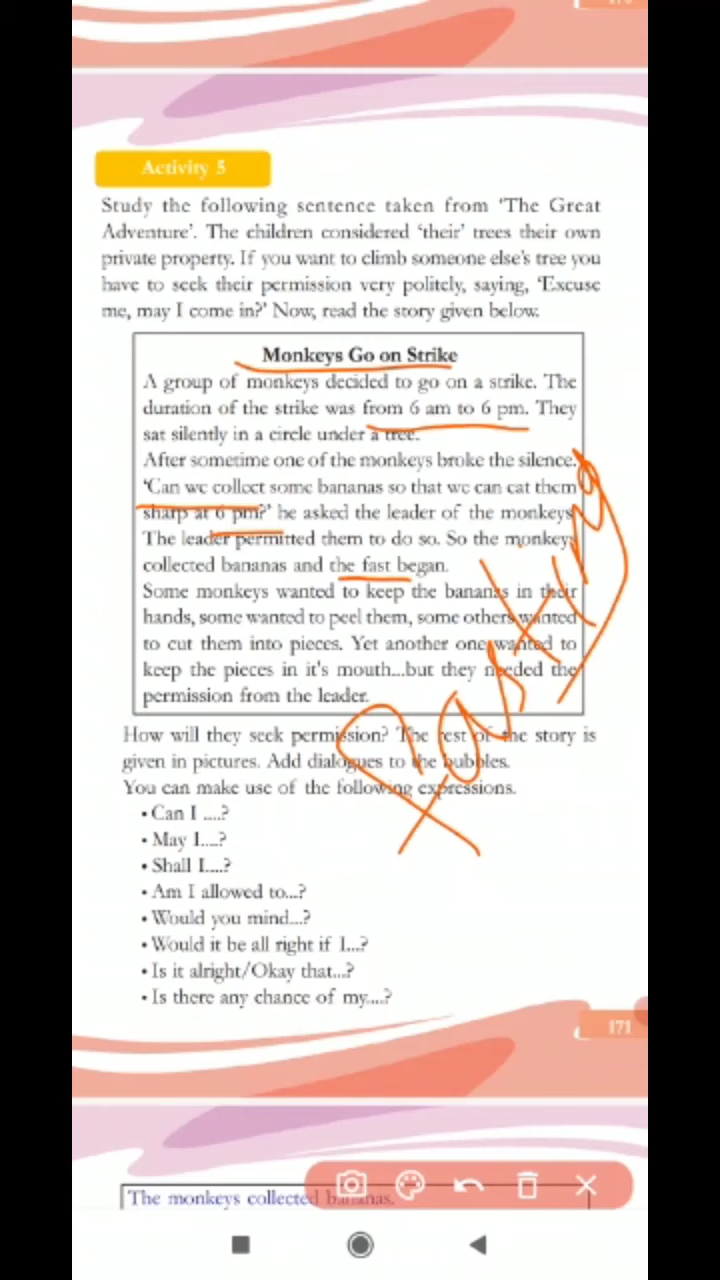 Activity 5
Study the following sentence taken from 'The Great
Adventure'. The children considered 'their' trees their own
private property. If you want to climb someone else's tree you
have to seek their permission very politely, saying, 'Excuse
me, may I come in?' Now, read the story given below.
Monkeys Go on Strike
A group of monkeys decided to go on a strike. The
duration of the strike was from 6 am to 6 pm. They
sat silently in a circle under a tree.
After sometime one of the monkeys broke the silence.
'Can we collect some bananas so that we can eat them
sharp at 6 pm?' he asked the leader of the monkeys
The leader permitted them to do so. So the monkeys
collected bananas and the fast began.
Some monkeys wanted to keep the bananas in their
hands, some wanted to peel them, some others wanted
to cut them into pieces. Yet another one wanted to
keep the pieces in it's mouth...but they needed the
permission from the leader.
Fasting
How will they seek permission? The rest of the story is
given in pictures. Add dialogues to the bubbles.
You can make use of the following expressions.
• Can I ....?
• May I....?
• Shall I....?
• Am I allowed to...?
• Would you mind...?
• Would it be all right if I...?
• Is it alright/Okay that...?
• Is there any chance of my....?
171
The monkeys collected bananas.